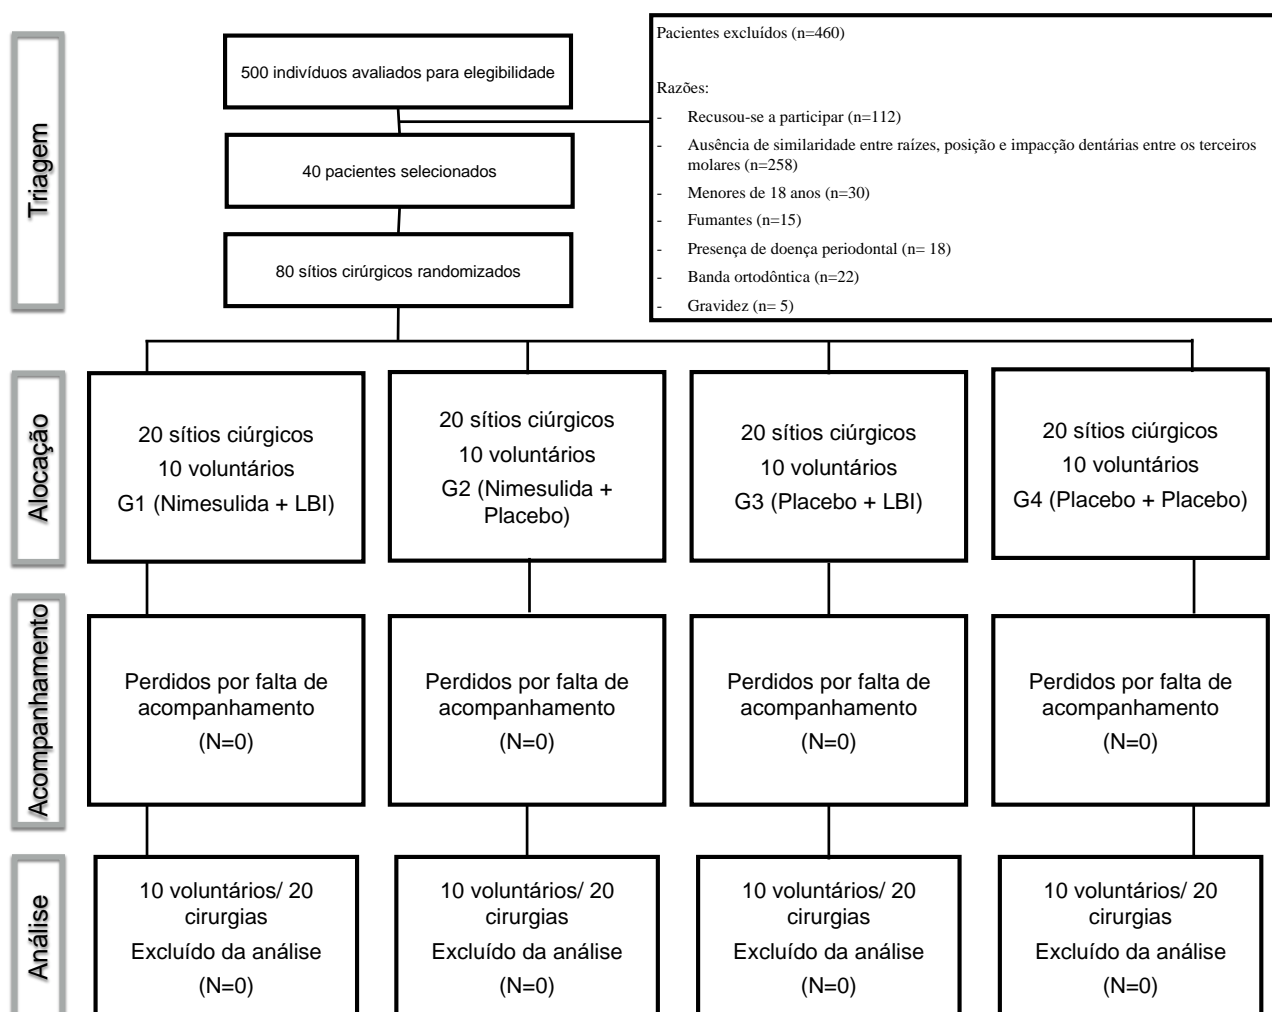 Triagem
500 indivíduos avaliados para elegibilidade
40 pacientes selecionados
80 sítios cirúrgicos randomizados
Pacientes excluídos (n=460)
Razões:
- Recusou-se a participar (n=112)
- Ausência de similaridade entre raízes, posição e impacção dentárias entre os terceiros
molares (n=258)
- Menores de 18 anos (n=30)
- Fumantes (n=15)
- Presença de doença periodontal (n= 18)
- Banda ortodôntica (n=22)
- Gravidez (n= 5)
Alocação
20 sítios ciúrgicos
10 voluntários
G1 (Nimesulida + LBI)
20 sítios ciúrgicos
10 voluntários
G2 (Nimesulida +
Placebo)
20 sítios ciúrgicos
10 voluntários
G3 (Placebo + LBI)
20 sítios ciúrgicos
10 voluntários
G4 (Placebo + Placebo)
Acompanhamento
Perdidos por falta de
acompanhamento
(N=0)
Perdidos por falta de
acompanhamento
(N=0)
Perdidos por falta de
acompanhamento
(N=0)
Perdidos por falta de
acompanhamento
(N=0)
Análise
10 voluntários/ 20
cirurgias
Excluído da análise
(N=0)
10 voluntários/ 20
cirurgias
Excluído da análise
(N=0)
10 voluntários/ 20
cirurgias
Excluído da análise
(N=0)
10 voluntários/ 20
cirurgias
Excluído da análise
(N=0)